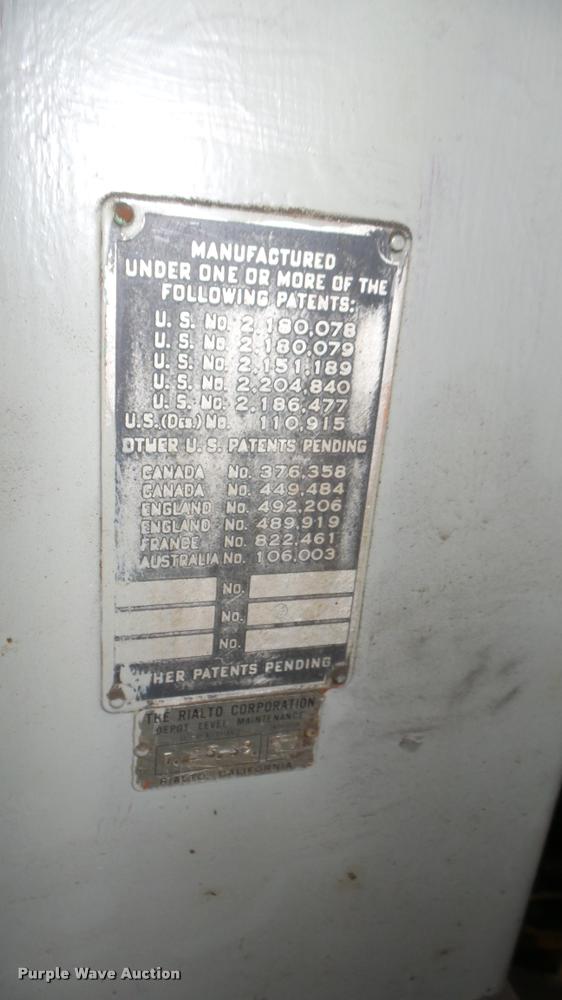 MANUFACTURED
UNDER ONE OR MORE OF THE
FOLLOWING PATENTS:
U. S. No. 2,180,078
U. S. No. 2,180,079
U. S. No. 2,151,189
U. S. No. 2,204,840
U. S. No. 2,186,477
U.S.(DES.) No. 110,915
OTHER U. S. PATENTS PENDING
CANADA No. 376,358
CANADA No. 449,484
ENGLAND No. 492,206
ENGLAND No. 489,919
FRANCE No. 822,461
AUSTRALIA No. 106,003
No.
No.
No.
OTHER PATENTS PENDING
THE RIALTO CORPORATION
DEPOT LEVEL MAINTENANCE
RIALTO, CALIFORNIA
Purple Wave Auction